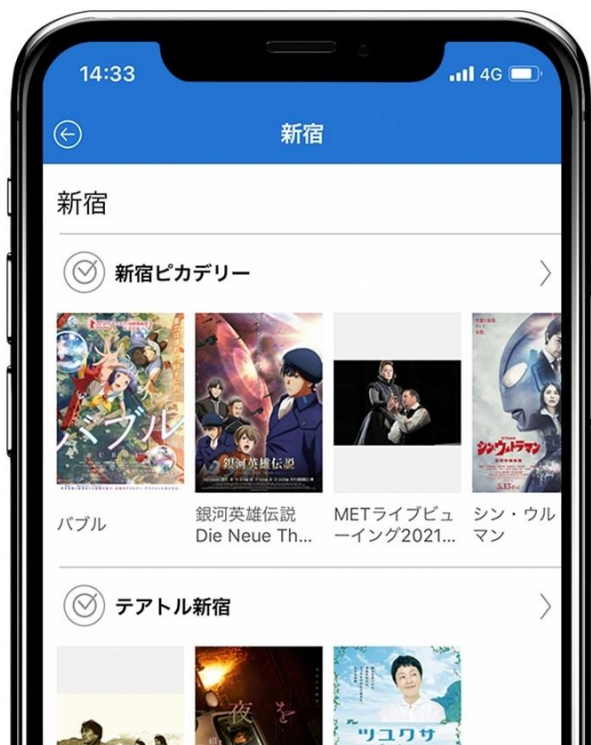 14:33
4G
新宿
新宿
新宿ピカデリー
バブル
銀河英雄伝説
シン・ウルトラマン
バブル
銀河英雄伝説
Die Neue Th...
METライブビュ
ーイング2021...
シン・ウル
マン
テアトル新宿
夜を
ツユクサ